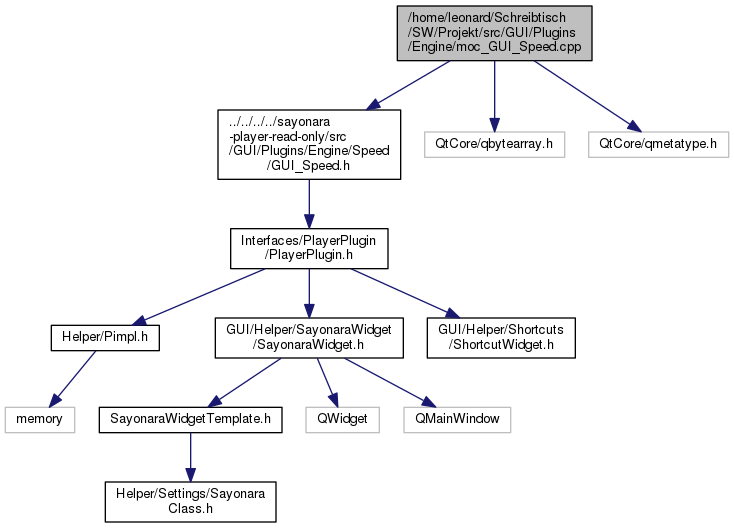 /home/leonard/Schreibtisch
/SW/Projekt/src/GUI/Plugins
/Engine/moc_GUI_Speed.cpp
../../../../sayonara
-player-read-only/src
/GUI/Plugins/Engine/Speed
/GUI_Speed.h
QtCore/qbytearray.h
QtCore/qmetatype.h
Interfaces/PlayerPlugin
/PlayerPlugin.h
Helper/Pimpl.h
GUI/Helper/SayonaraWidget
/SayonaraWidget.h
GUI/Helper/Shortcuts
/ShortcutWidget.h
memory
SayonaraWidgetTemplate.h
QWidget
QMainWindow
Helper/Settings/Sayonara
Class.h